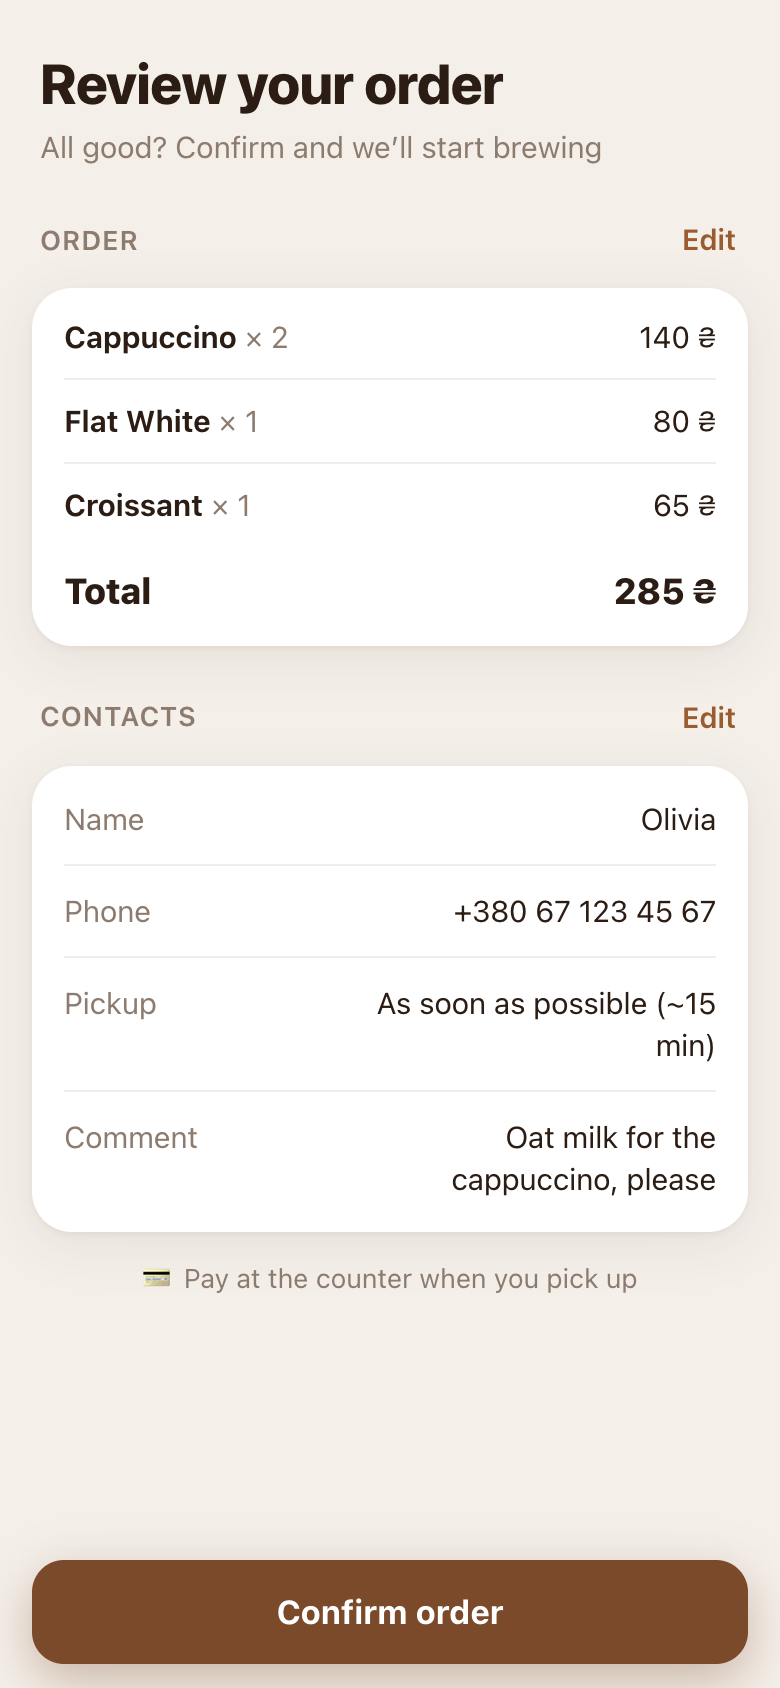 Review your order
All good? Confirm and we’ll start brewing
ORDER Edit
Cappuccino × 2 140 ₴
Flat White × 1 80 ₴
Croissant × 1 65 ₴
Total 285 ₴
CONTACTS Edit
Name Olivia
Phone +380 67 123 45 67
Pickup As soon as possible (~15
min)
Comment Oat milk for the
cappuccino, please
💳 Pay at the counter when you pick up
Confirm order